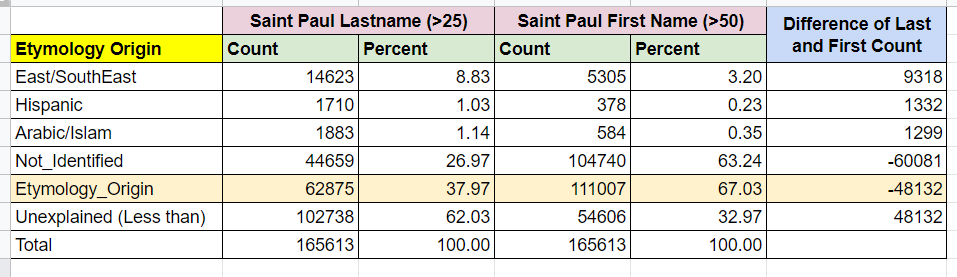 Saint Paul Lastname (>25) Saint Paul First Name (>50) Difference of Last
and First Count
Etymology Origin Count Percent Count Percent
East/SouthEast 14623 8.83 5305 3.20 9318
Hispanic 1710 1.03 378 0.23 1332
Arabic/Islam 1883 1.14 584 0.35 1299
Not_Identified 44659 26.97 104740 63.24 -60081
Etymology_Origin 62875 37.97 111007 67.03 -48132
Unexplained (Less than) 102738 62.03 54606 32.97 48132
Total 165613 100.00 165613 100.00